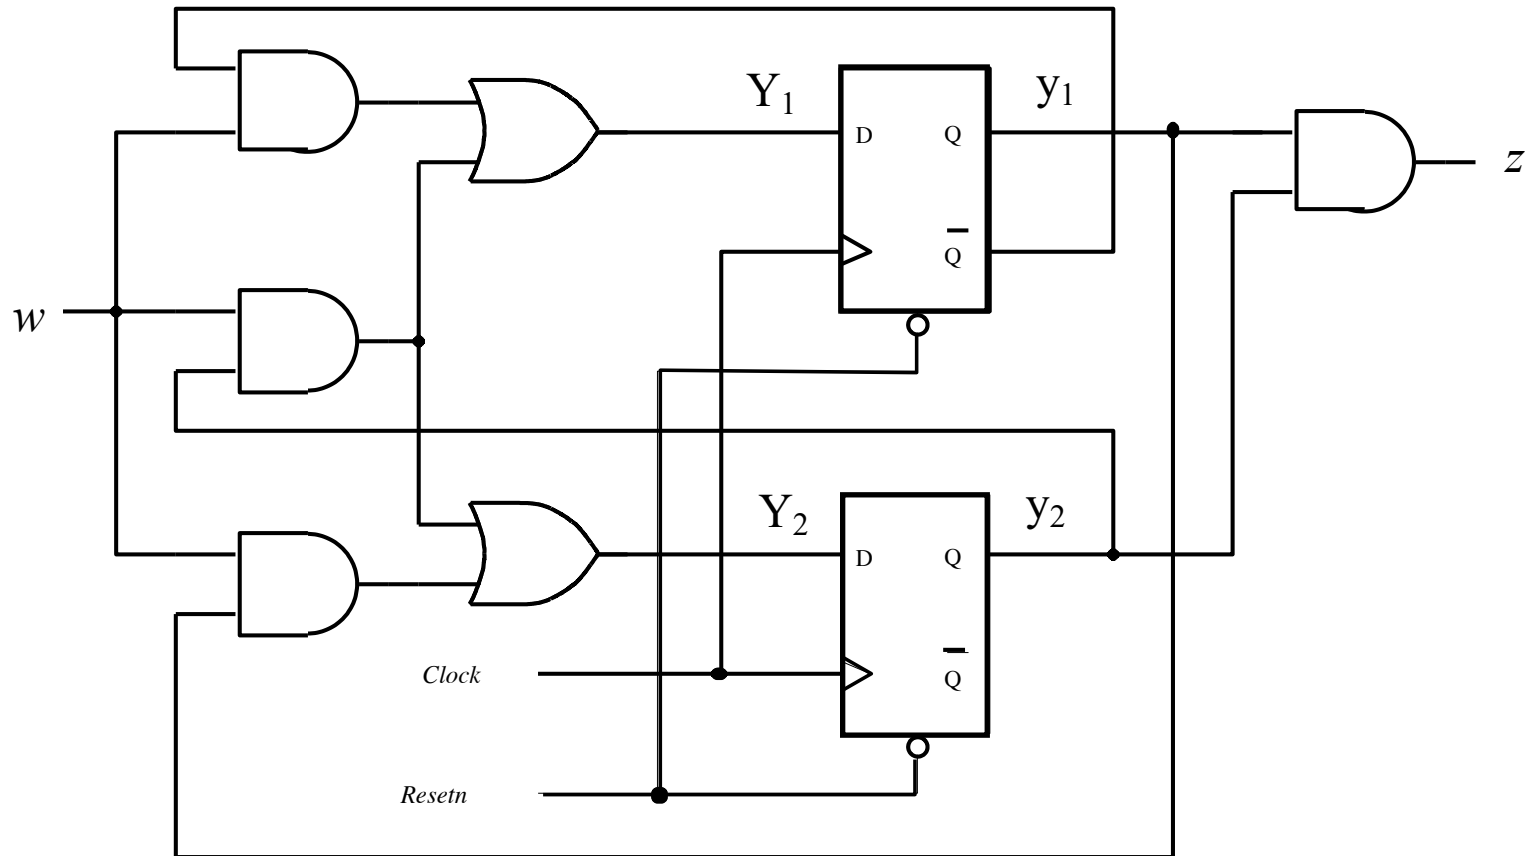 Y₁
y₁
D
Q
z
Q̅
w
Y₂
y₂
D
Q
Clock
Q̅
Resetn